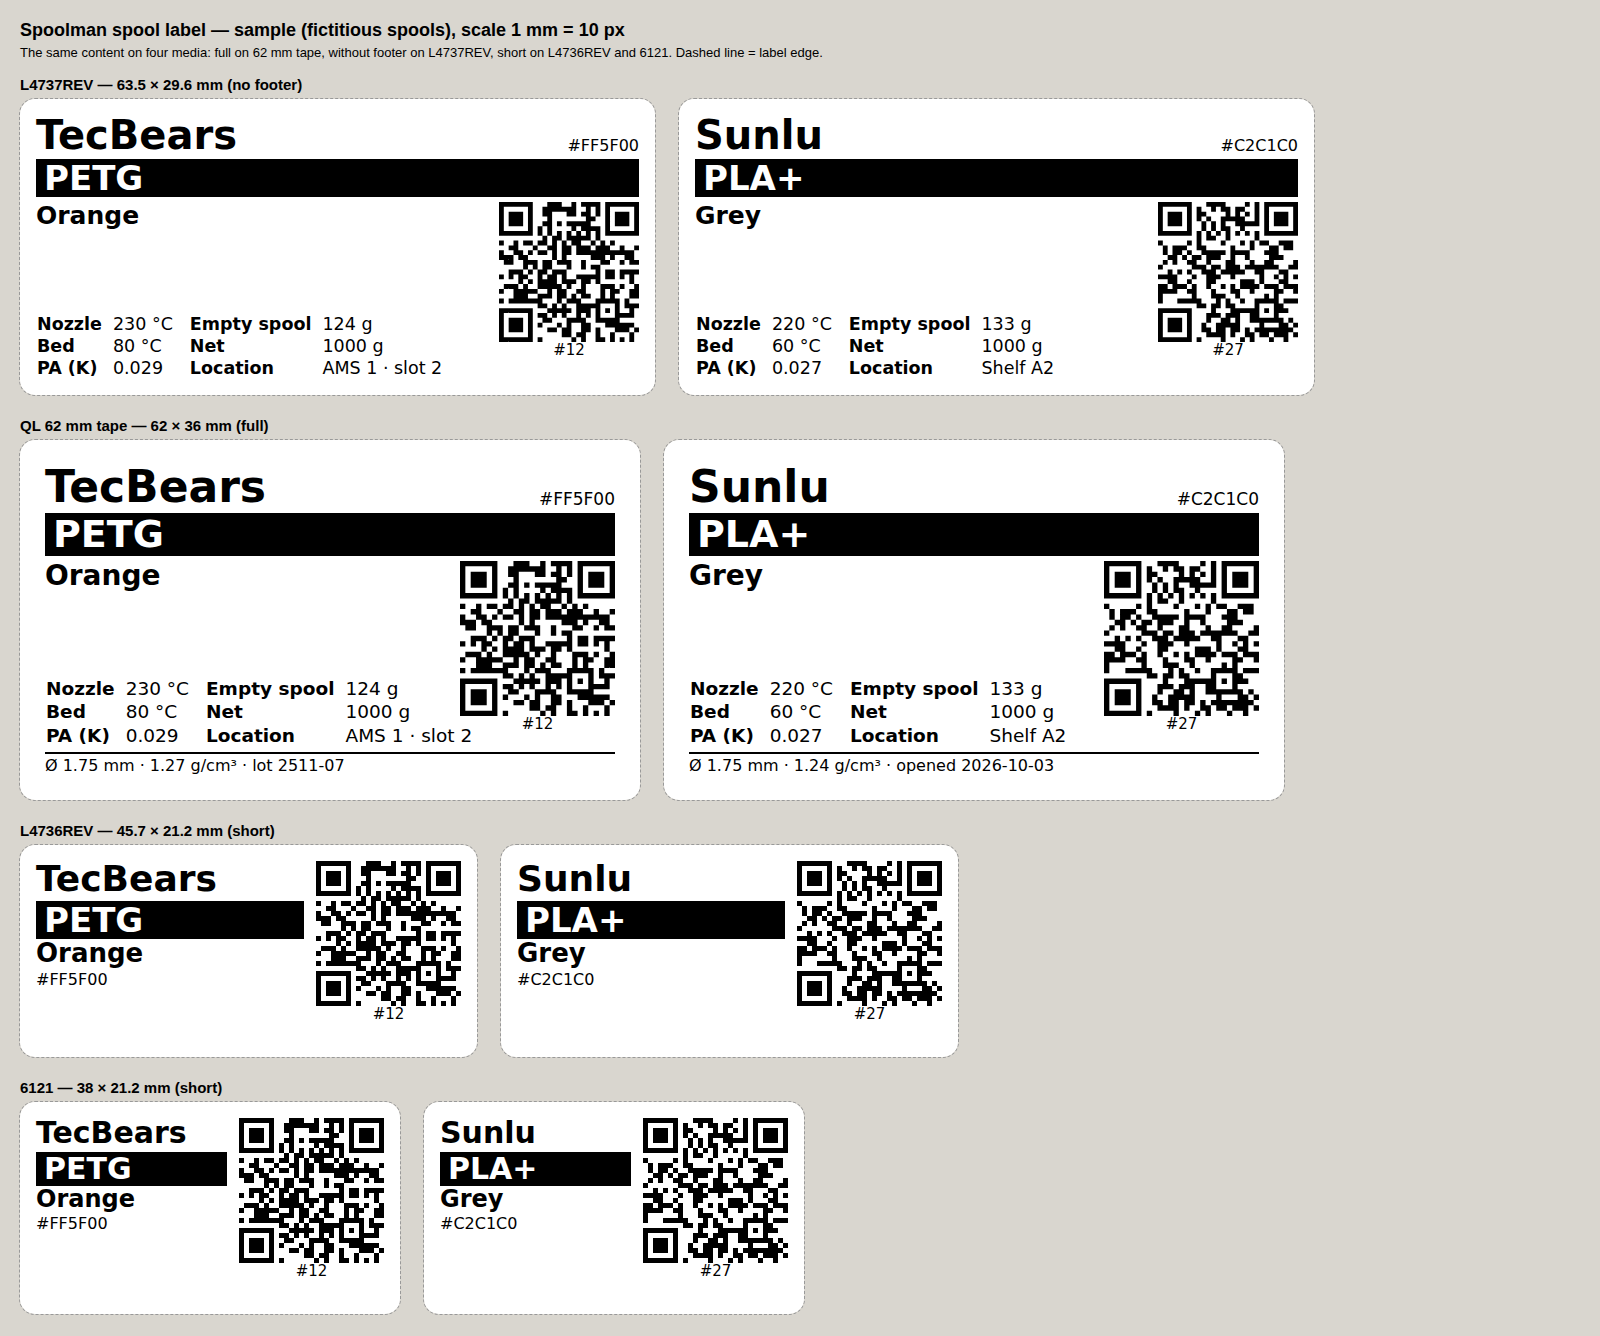 Spoolman spool label — sample (fictitious spools), scale 1 mm = 10 px
The same content on four media: full on 62 mm tape, without footer on L4737REV, short on L4736REV and 6121. Dashed line = label edge.
L4737REV — 63.5 × 29.6 mm (no footer)
TecBears #FF5F00
PETG
Orange
Nozzle 230 °C Empty spool 124 g
Bed 80 °C Net 1000 g
PA (K) 0.029 Location AMS 1 · slot 2
#12
Sunlu #C2C1C0
PLA+
Grey
Nozzle 220 °C Empty spool 133 g
Bed 60 °C Net 1000 g
PA (K) 0.027 Location Shelf A2
#27
QL 62 mm tape — 62 × 36 mm (full)
TecBears #FF5F00
PETG
Orange
Nozzle 230 °C Empty spool 124 g
Bed 80 °C Net 1000 g
PA (K) 0.029 Location AMS 1 · slot 2
#12
Ø 1.75 mm · 1.27 g/cm³ · lot 2511-07
Sunlu #C2C1C0
PLA+
Grey
Nozzle 220 °C Empty spool 133 g
Bed 60 °C Net 1000 g
PA (K) 0.027 Location Shelf A2
#27
Ø 1.75 mm · 1.24 g/cm³ · opened 2026-10-03
L4736REV — 45.7 × 21.2 mm (short)
TecBears
PETG
Orange
#FF5F00
#12
Sunlu
PLA+
Grey
#C2C1C0
#27
6121 — 38 × 21.2 mm (short)
TecBears
PETG
Orange
#FF5F00
#12
Sunlu
PLA+
Grey
#C2C1C0
#27